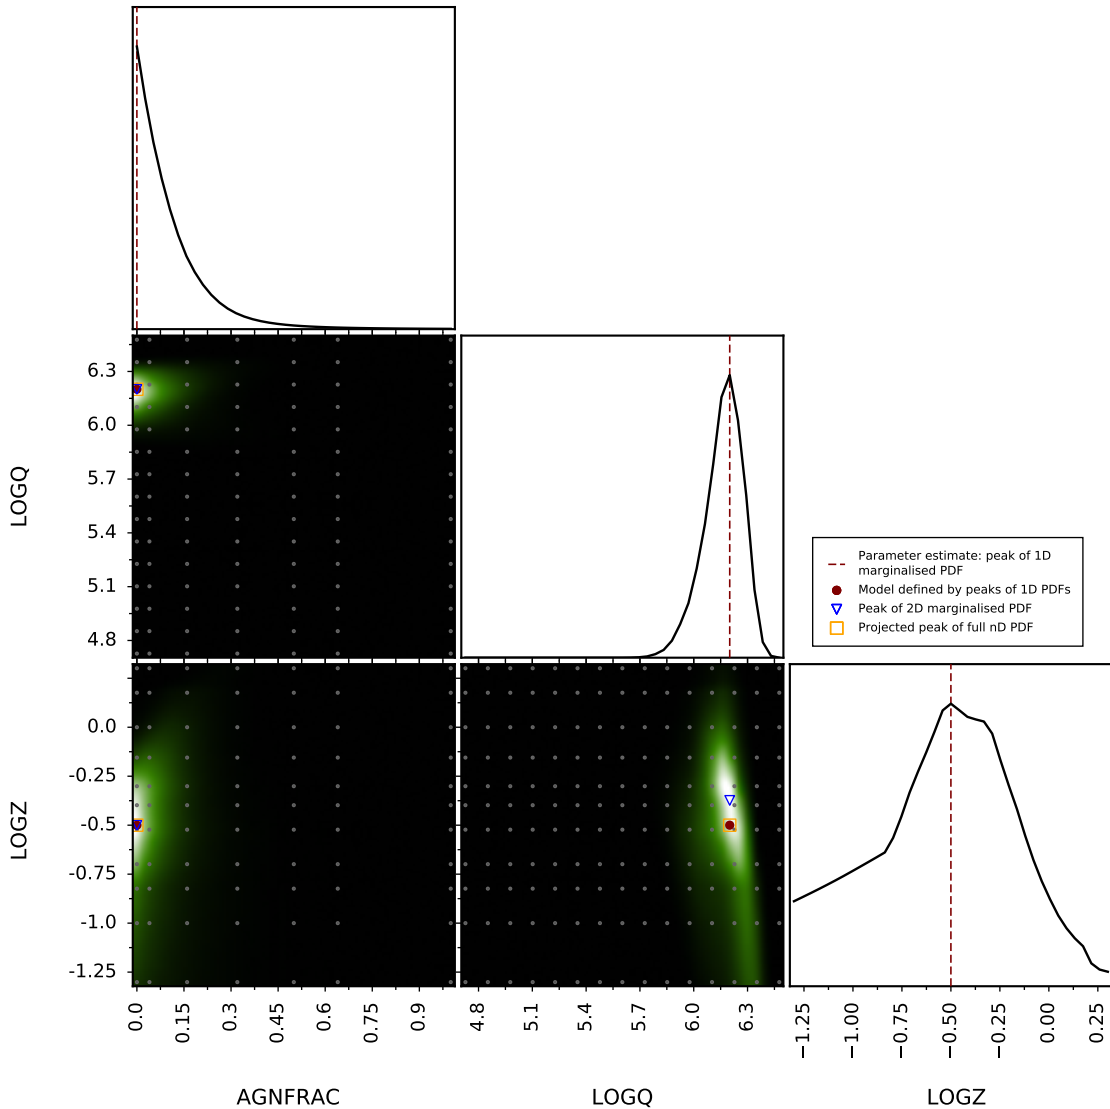 6.3
6.0
5.7
5.4
5.1
4.8
LOGQ
Parameter estimate: peak of 1D
marginalised PDF
Model defined by peaks of 1D PDFs
Peak of 2D marginalised PDF
Projected peak of full nD PDF
0.0
-0.25
-0.5
-0.75
-1.0
-1.25
LOGZ
0.0 0.15 0.3 0.45 0.6 0.75 0.9
4.8 5.1 5.4 5.7 6.0 6.3
−1.25 −1.00 −0.75 −0.50 −0.25 0.00 0.25
AGNFRAC LOGQ LOGZ